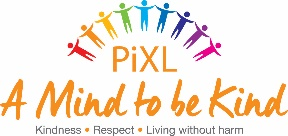 PiXL
A Mind to be Kind
Kindness • Respect • Living without harm